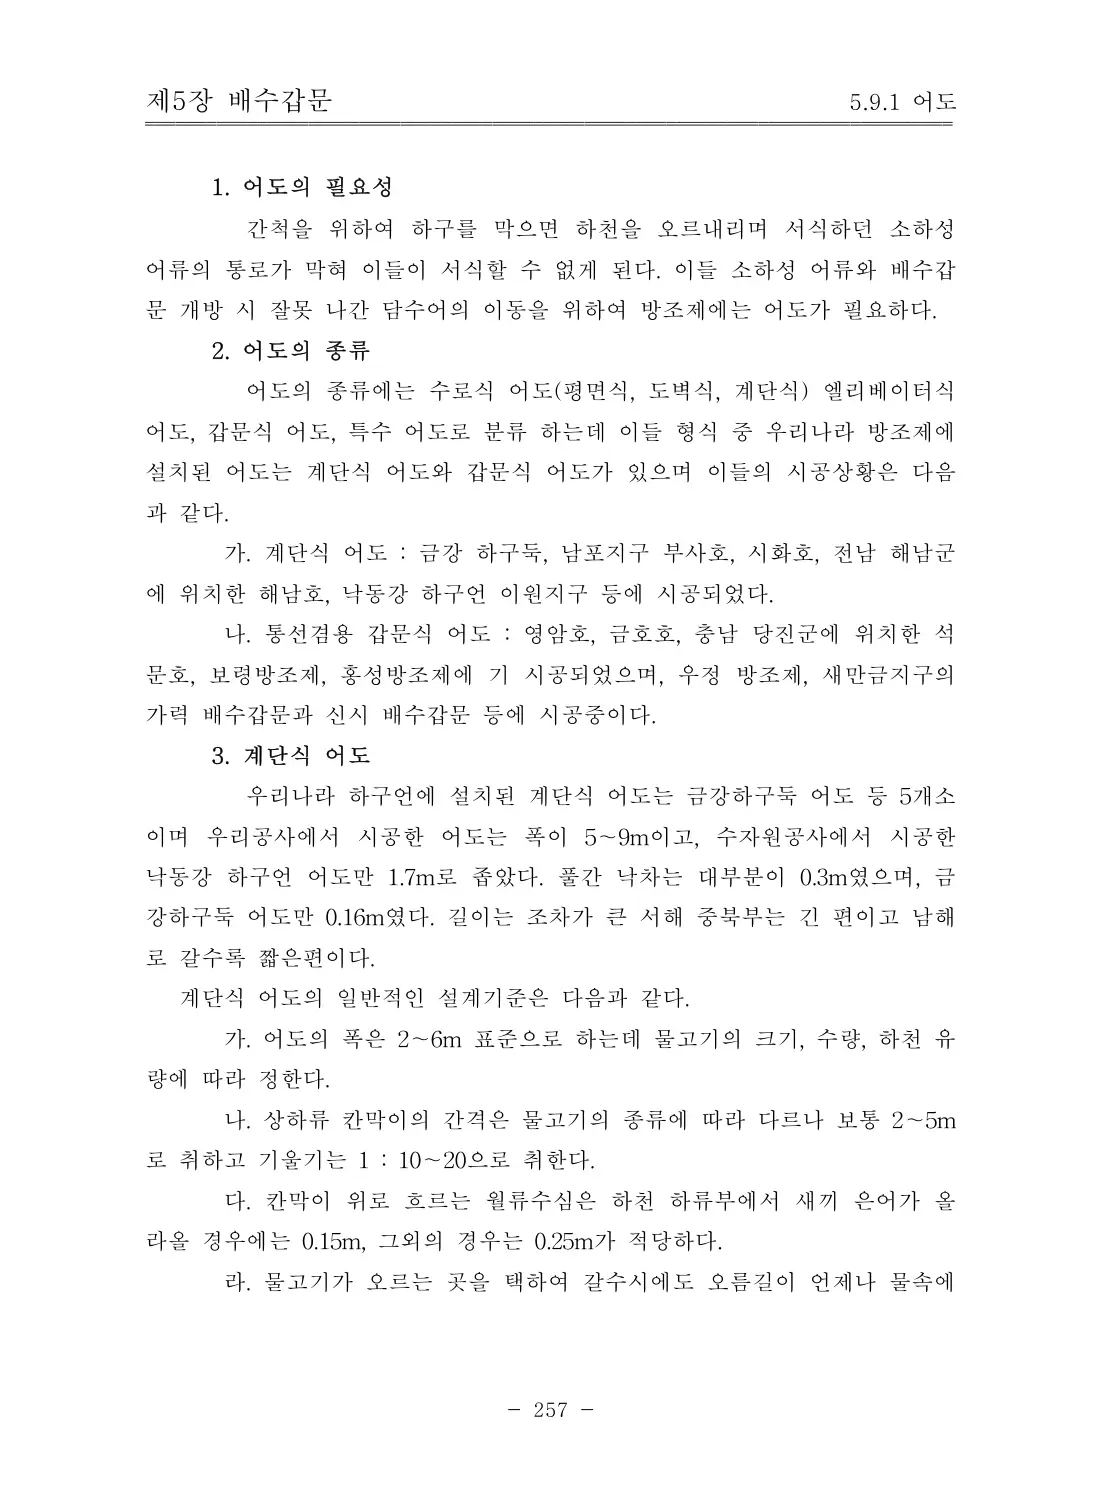 제5장 배수갑문
5.9.1 어도
1. 어도의 필요성
간척을 위하여 하구를 막으면 하천을 오르내리며 서식하던 소하성
어류의 통로가 막혀 이들이 서식할 수 없게 된다. 이들 소하성 어류와 배수갑
문 개방 시 잘못 나간 담수어의 이동을 위하여 방조제에는 어도가 필요하다.
2. 어도의 종류
어도의 종류에는 수로식 어도(평면식, 도벽식, 계단식) 엘리베이터식
어도, 갑문식 어도, 특수 어도로 분류 하는데 이들 형식 중 우리나라 방조제에
설치된 어도는 계단식 어도와 갑문식 어도가 있으며 이들의 시공상황은 다음
과 같다.
가. 계단식 어도 : 금강 하구둑, 남포지구 부사호, 시화호, 전남 해남군
에 위치한 해남호, 낙동강 하구언 이원지구 등에 시공되었다.
나. 통선겸용 갑문식 어도 : 영암호, 금호호, 충남 당진군에 위치한 석
문호, 보령방조제, 홍성방조제에 기 시공되었으며, 우정 방조제, 새만금지구의
가력 배수갑문과 신시 배수갑문 등에 시공중이다.
3. 계단식 어도
우리나라 하구언에 설치된 계단식 어도는 금강하구둑 어도 등 5개소
이며 우리공사에서 시공한 어도는 폭이 5~9m이고, 수자원공사에서 시공한
낙동강 하구언 어도만 1.7m로 좁았다. 풀간 낙차는 대부분이 0.3m였으며, 금
강하구둑 어도만 0.16m였다. 길이는 조차가 큰 서해 중북부는 긴 편이고 남해
로 갈수록 짧은편이다.
계단식 어도의 일반적인 설계기준은 다음과 같다.
가. 어도의 폭은 2~6m 표준으로 하는데 물고기의 크기, 수량, 하천 유
량에 따라 정한다.
나. 상하류 칸막이의 간격은 물고기의 종류에 따라 다르나 보통 2~5m
로 취하고 기울기는 1 : 10~20으로 취한다.
다. 칸막이 위로 흐르는 월류수심은 하천 하류부에서 새끼 은어가 올
라올 경우에는 0.15m, 그외의 경우는 0.25m가 적당하다.
라. 물고기가 오르는 곳을 택하여 갈수시에도 오름길이 언제나 물속에
- 257 -